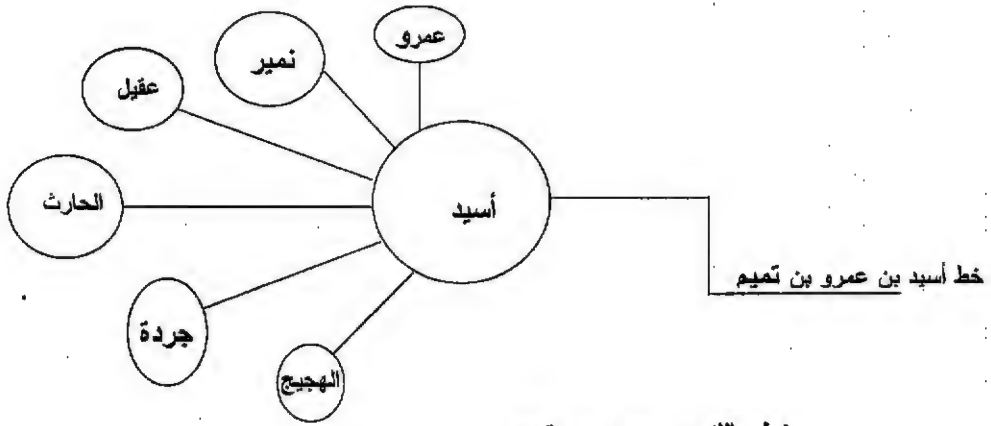 عمرو
نمير
عقيل
الحارث
أسيد
جردة
الهجيج
خط أسيد بن عمرو بن تميم